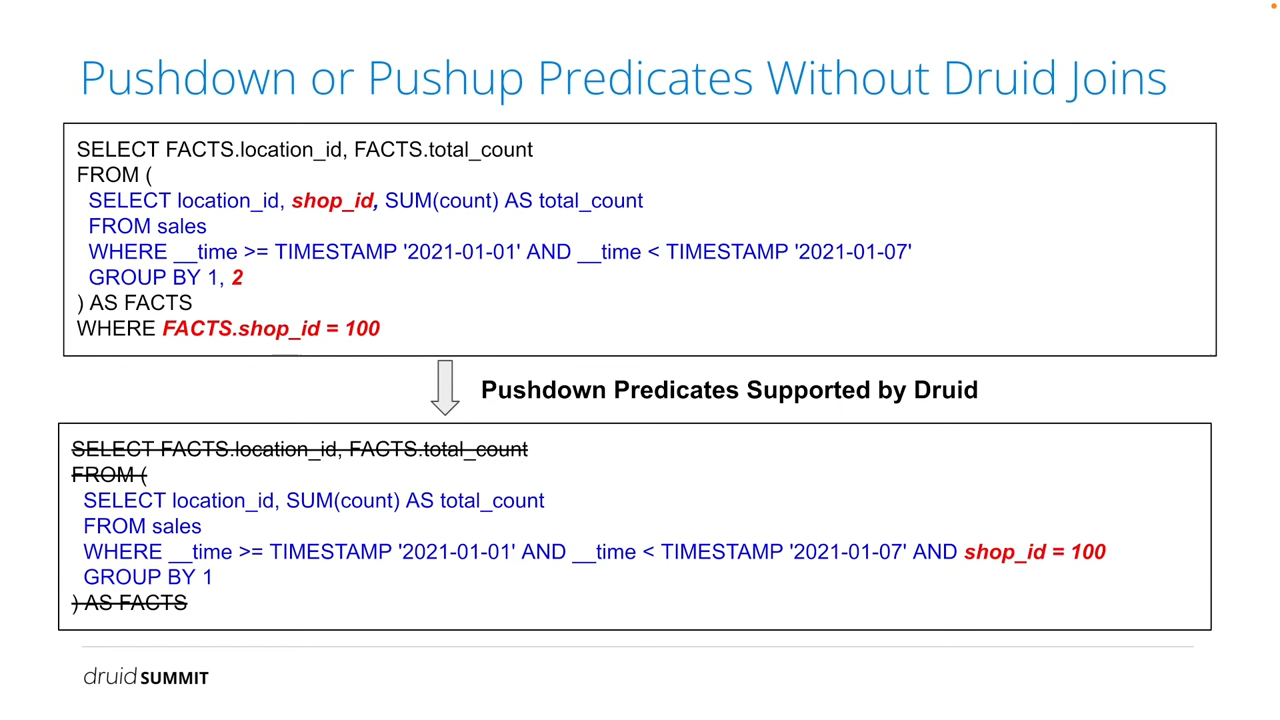 Pushdown or Pushup Predicates Without Druid Joins
SELECT FACTS.location_id, FACTS.total_count
FROM (
SELECT location_id, shop_id, SUM(count) AS total_count
FROM sales
WHERE __time >= TIMESTAMP '2021-01-01' AND __time < TIMESTAMP '2021-01-07'
GROUP BY 1, 2
) AS FACTS
WHERE FACTS.shop_id = 100
Pushdown Predicates Supported by Druid
SELECT FACTS.location_id, FACTS.total_count
FROM (
SELECT location_id, SUM(count) AS total_count
FROM sales
WHERE __time >= TIMESTAMP '2021-01-01' AND __time < TIMESTAMP '2021-01-07' AND shop_id = 100
GROUP BY 1
) AS FACTS
druid SUMMIT